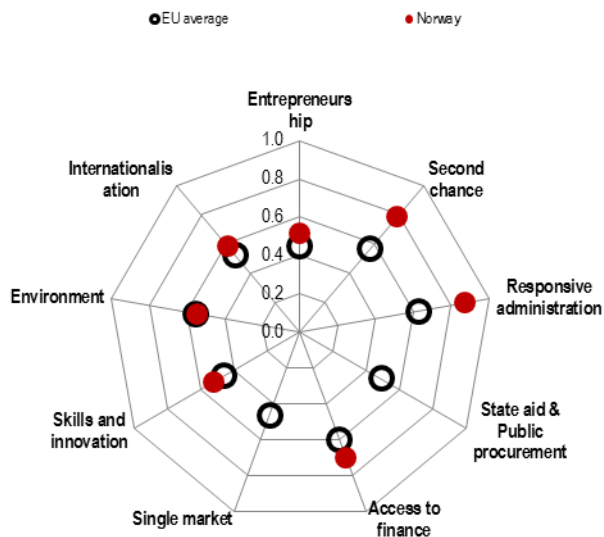 EU average
Norway
Entrepreneurs
hip
1.0
0.8
0.6
0.4
0.2
0.0
Second
chance
Responsive
administration
State aid &
Public
procurement
Access to
finance
Single market
Skills and
innovation
Environment
Internationalis
ation